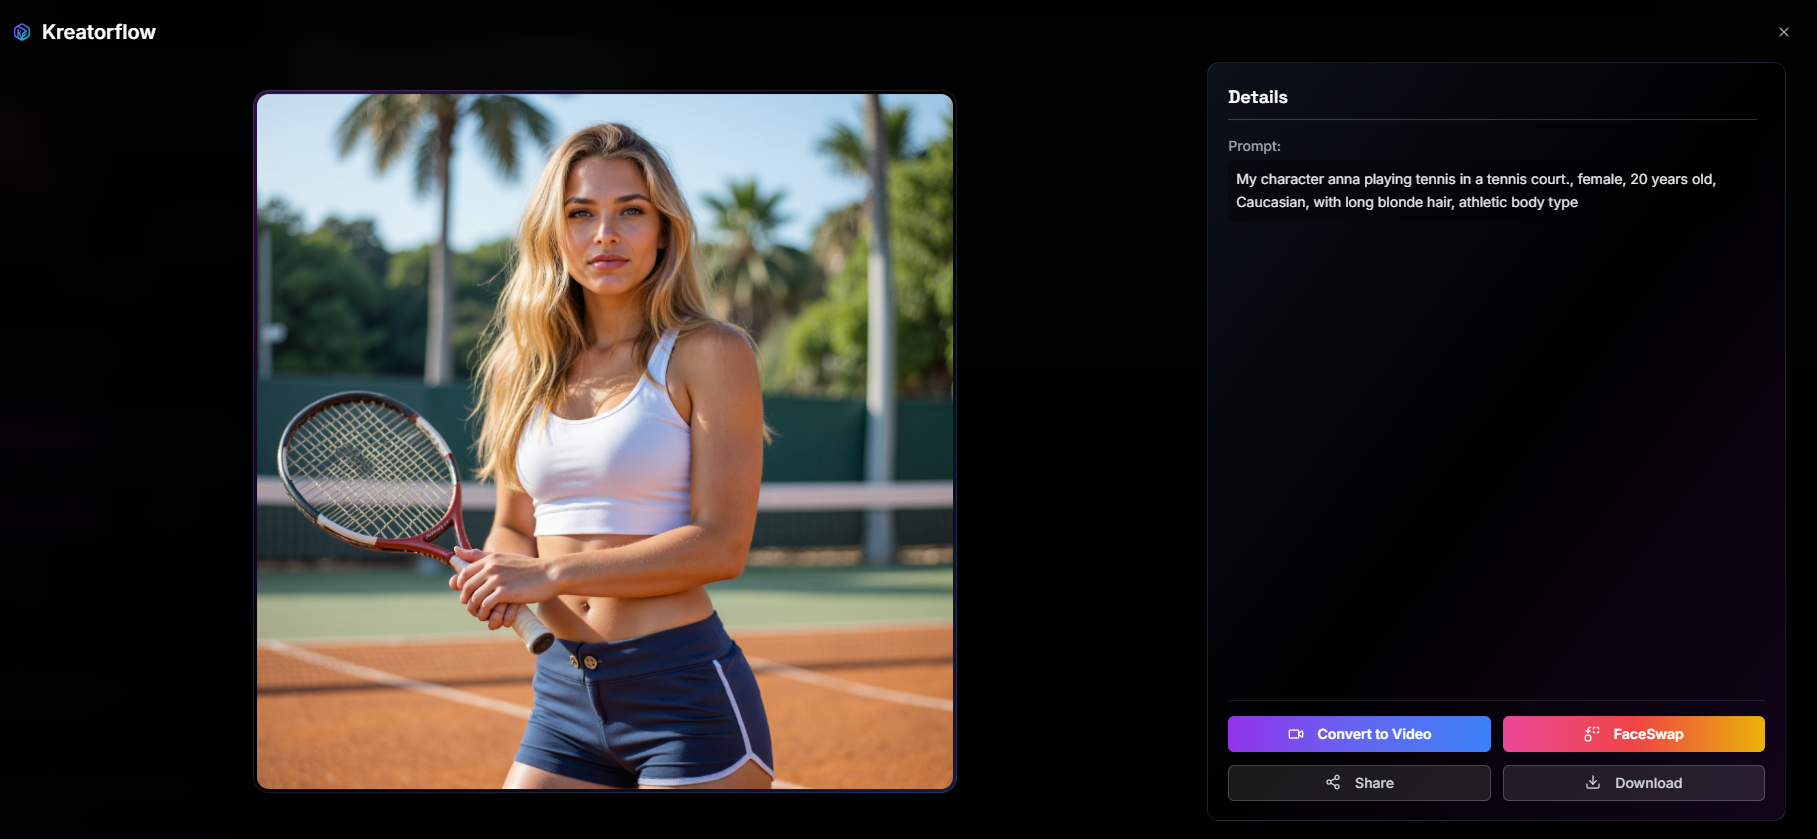 Kreatorflow
Details
Prompt:
My character anna playing tennis in a tennis court., female, 20 years old,
Caucasian, with long blonde hair, athletic body type
Convert to Video
FaceSwap
Share
Download